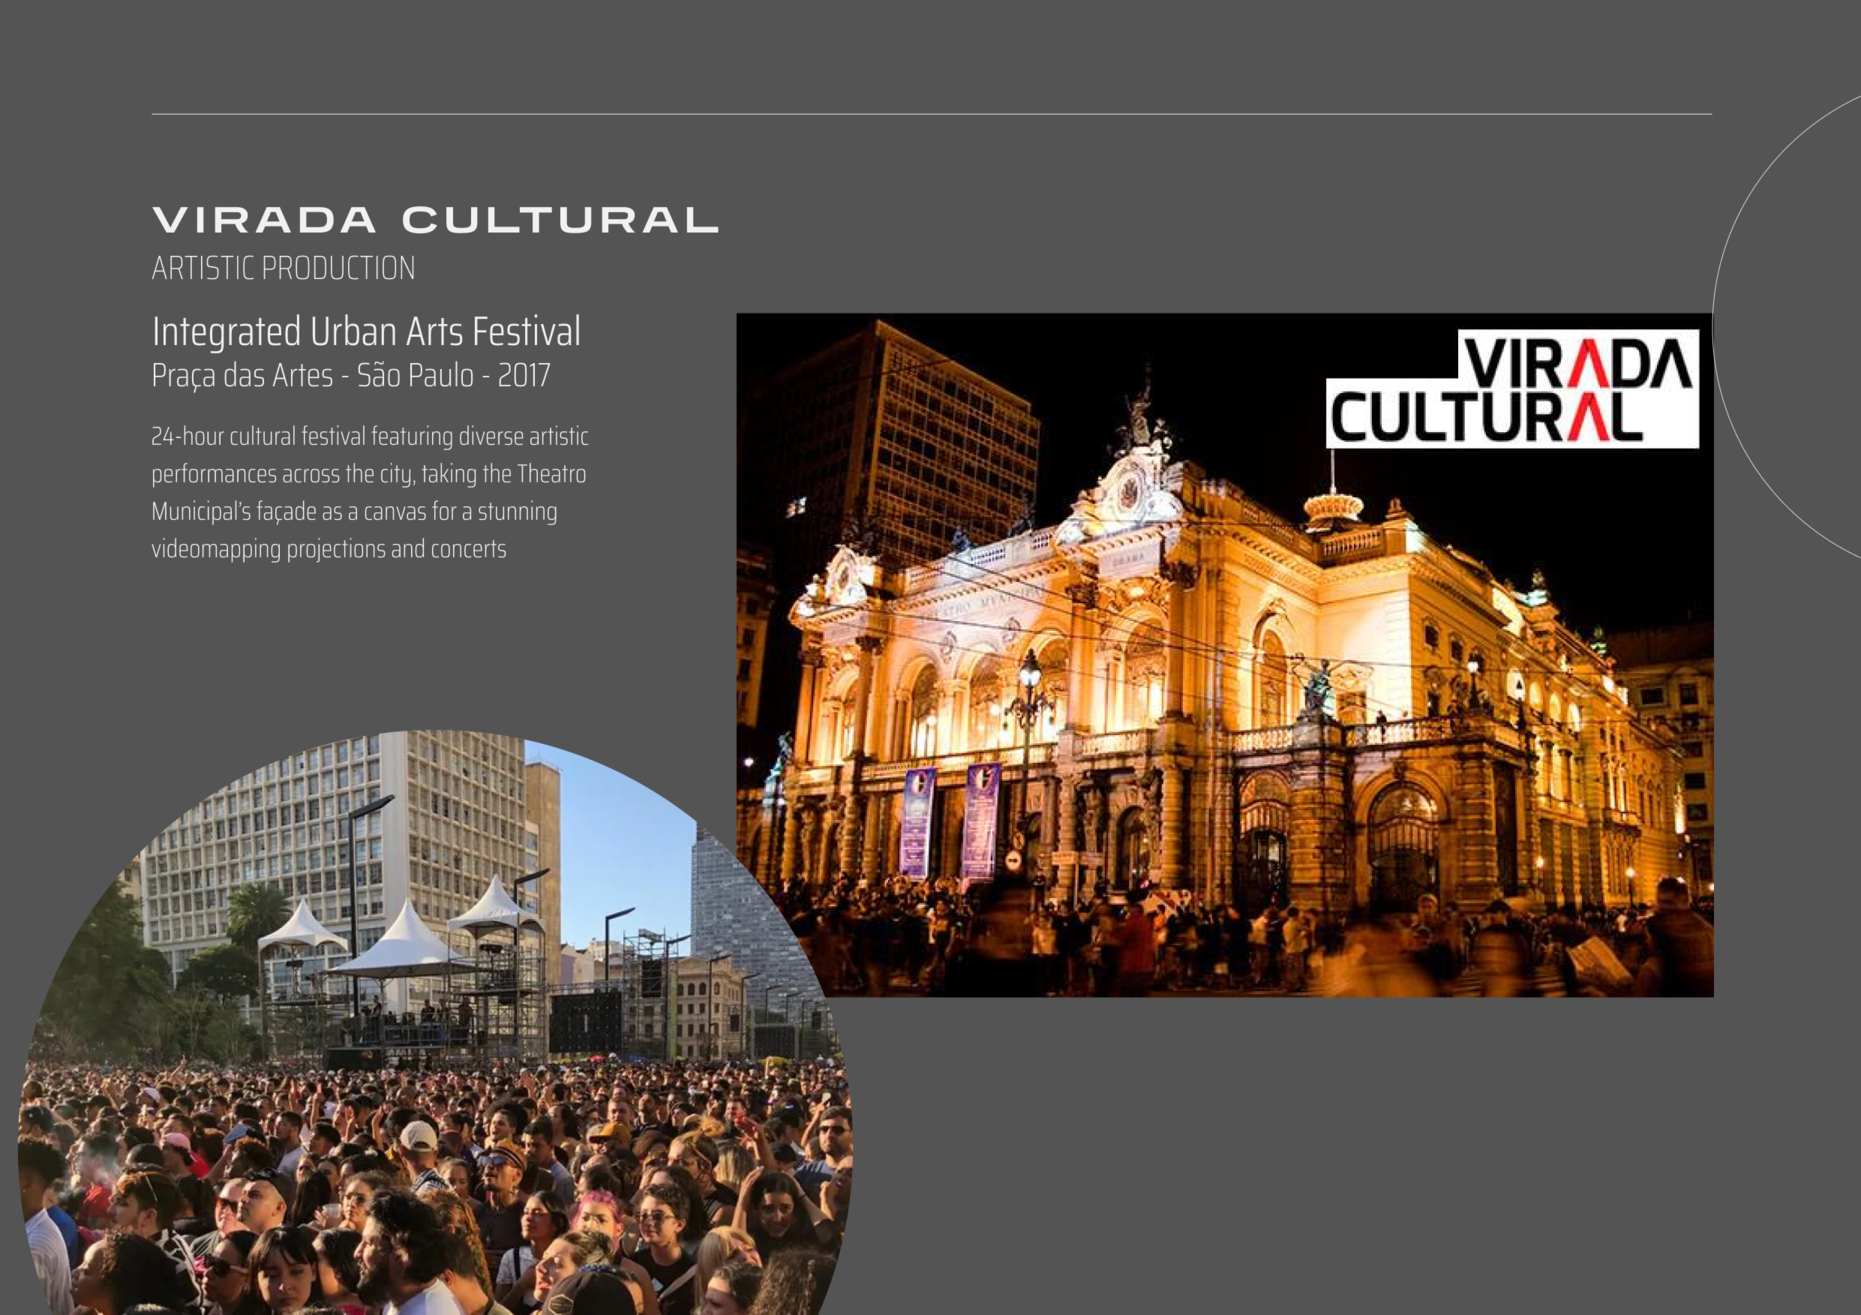 VIRADA CULTURAL
ARTISTIC PRODUCTION
Integrated Urban Arts Festival
Praça das Artes - São Paulo - 2017
24-hour cultural festival featuring diverse artistic
performances across the city, taking the Theatro
Municipal's façade as a canvas for a stunning
videomapping projections and concerts
VIRADA
CULTURAL
DRAMA